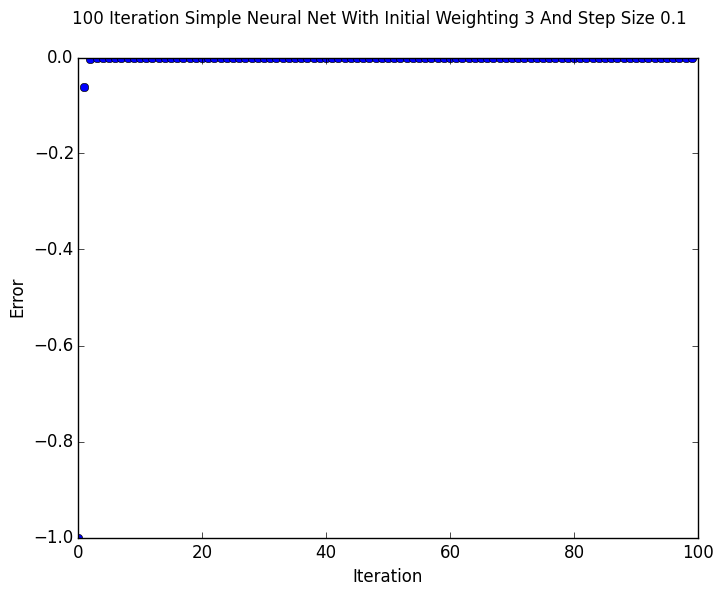 100 Iteration Simple Neural Net With Initial Weighting 3 And Step Size 0.1
0.0
−0.2
−0.4
−0.6
−0.8
−1.0
Error
0 20 40 60 80 100
Iteration